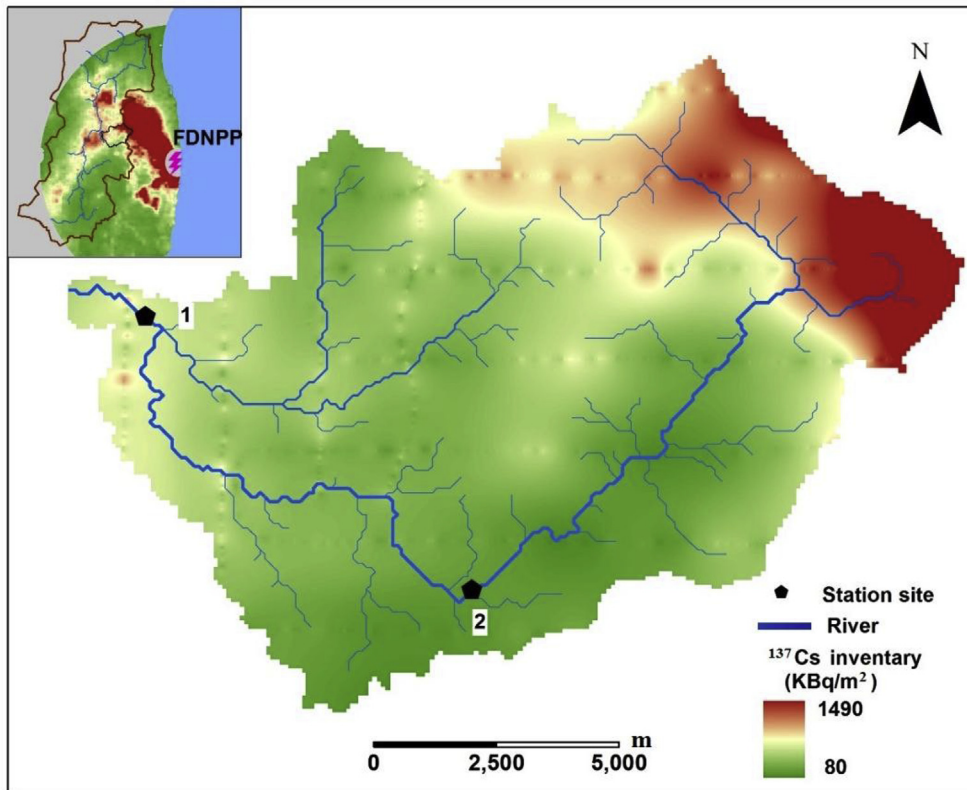 FDNPP
N
1
2
Station site
River
¹³⁷Cs inventary
(KBq/m²)
1490
80
m
0 2,500 5,000